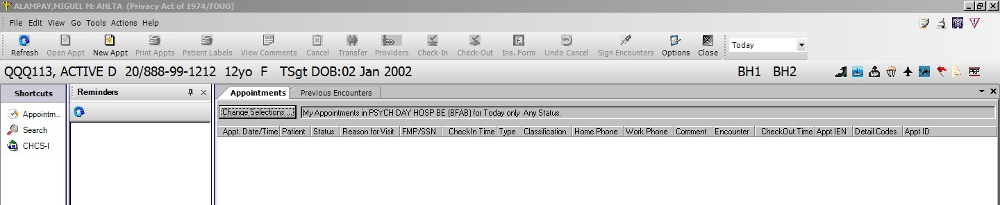 ALAMPAY,MIGUEL M: AHLTA (Privacy Act of 1974/FOUO)
File Edit View Go Tools Actions Help
Refresh Open Appt New Appt Print Appts Patient Labels View Comments Cancel Transfer Providers Check-In Check-Out Ins. Form Undo Cancel Sign Encounters Options Close Today
QQQ113, ACTIVE D 20/888-99-1212 12yo F TSgt DOB:02 Jan 2002 BH1 BH2 MP PRP
Shortcuts Reminders Appointments Previous Encounters
Change Selections ... My Appointments in PSYCH DAY HOSP BE (BFAB) for Today only Any Status.
Appointm...
Search
CHCS-I
Appt. Date/Time Patient Status Reason for Visit FMP/SSN CheckIn Time Type Classification Home Phone Work Phone Comment Encounter CheckOut Time Appt IEN Detail Codes Appt ID